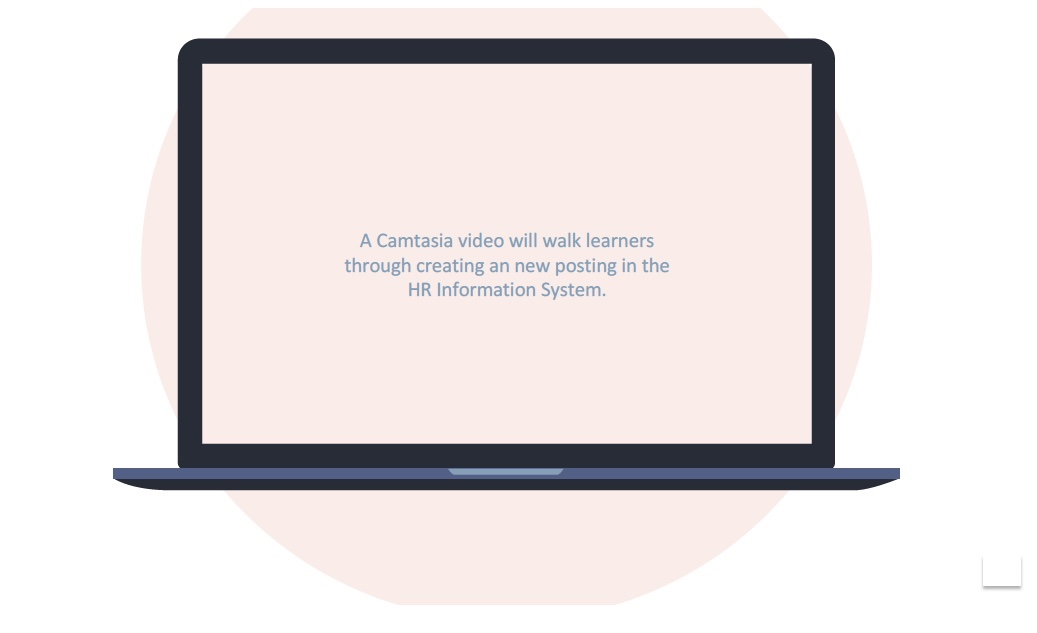 A Camtasia video will walk learners
through creating an new posting in the
HR Information System.